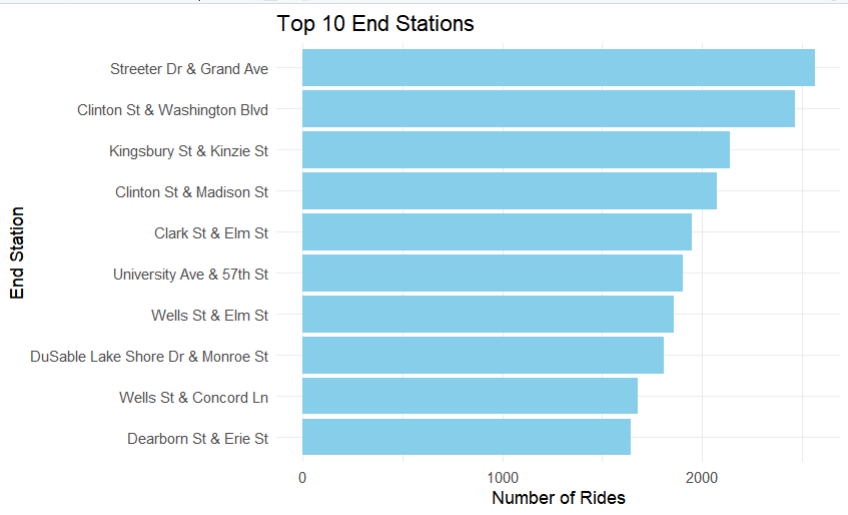 Top 10 End Stations
End Station
Streeter Dr & Grand Ave
Clinton St & Washington Blvd
Kingsbury St & Kinzie St
Clinton St & Madison St
Clark St & Elm St
University Ave & 57th St
Wells St & Elm St
DuSable Lake Shore Dr & Monroe St
Wells St & Concord Ln
Dearborn St & Erie St
0 1000 2000
Number of Rides